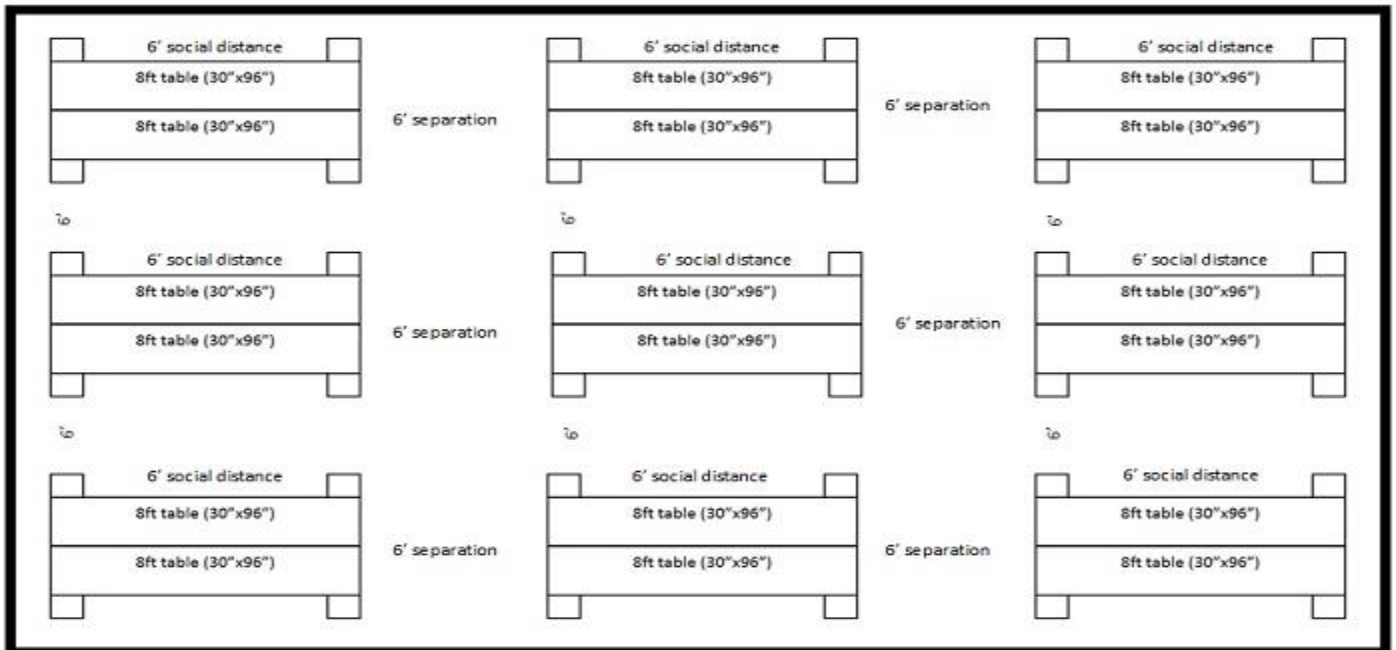 6' social distance
6' social distance
6' social distance
8ft table (30"x96")
8ft table (30"x96")
8ft table (30"x96")
6' separation
6' separation
8ft table (30"x96")
8ft table (30"x96")
8ft table (30"x96")
6'
6'
6'
6' social distance
6' social distance
6' social distance
8ft table (30"x96")
8ft table (30"x96")
8ft table (30"x96")
6' separation
6' separation
8ft table (30"x96")
8ft table (30"x96")
8ft table (30"x96")
6'
6'
6'
6' social distance
6' social distance
6' social distance
8ft table (30"x96")
8ft table (30"x96")
8ft table (30"x96")
6' separation
6' separation
8ft table (30"x96")
8ft table (30"x96")
8ft table (30"x96")